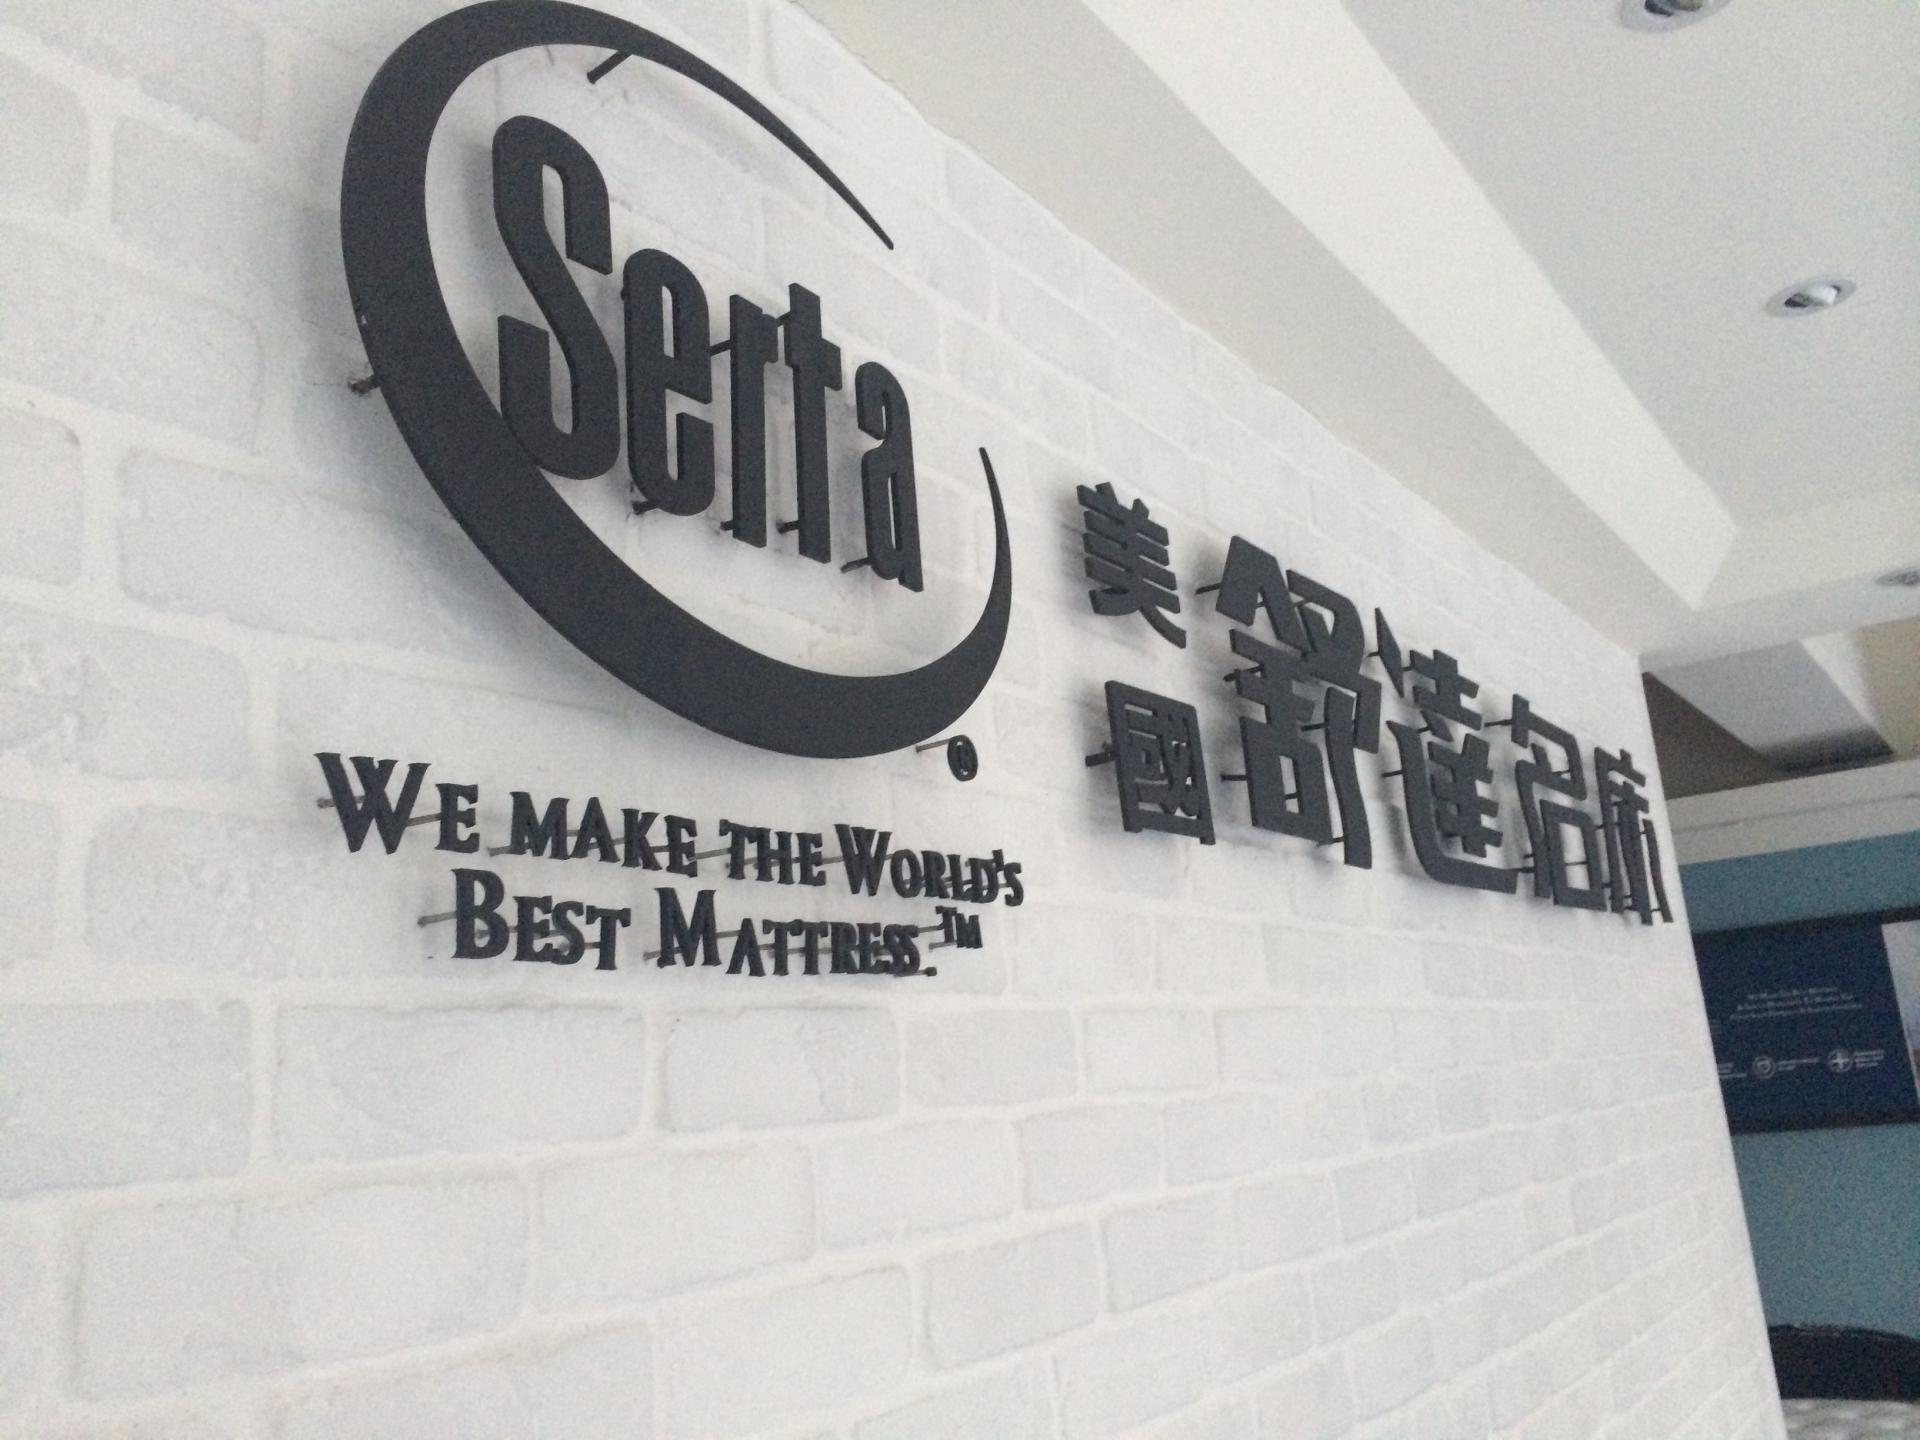 Serta
®
WE MAKE THE WORLD'S
BEST MATTRESS.™
美國
舒達名床